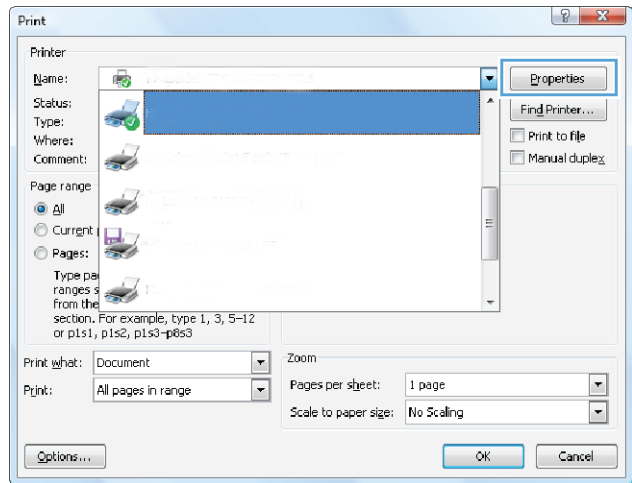 Print
Printer
Name:
Properties
Status:
Type:
Find Printer...
Where:
Print to file
Comment:
Manual duplex
Page range
All
Current
Pages:
Type
ranges
from the
section. For example, type 1, 3, 5–12
or p1s1, p1s2, p1s3–p8s3
Print what: Document
Print: All pages in range
Zoom
Pages per sheet: 1 page
Scale to paper size: No Scaling
Options...
OK
Cancel